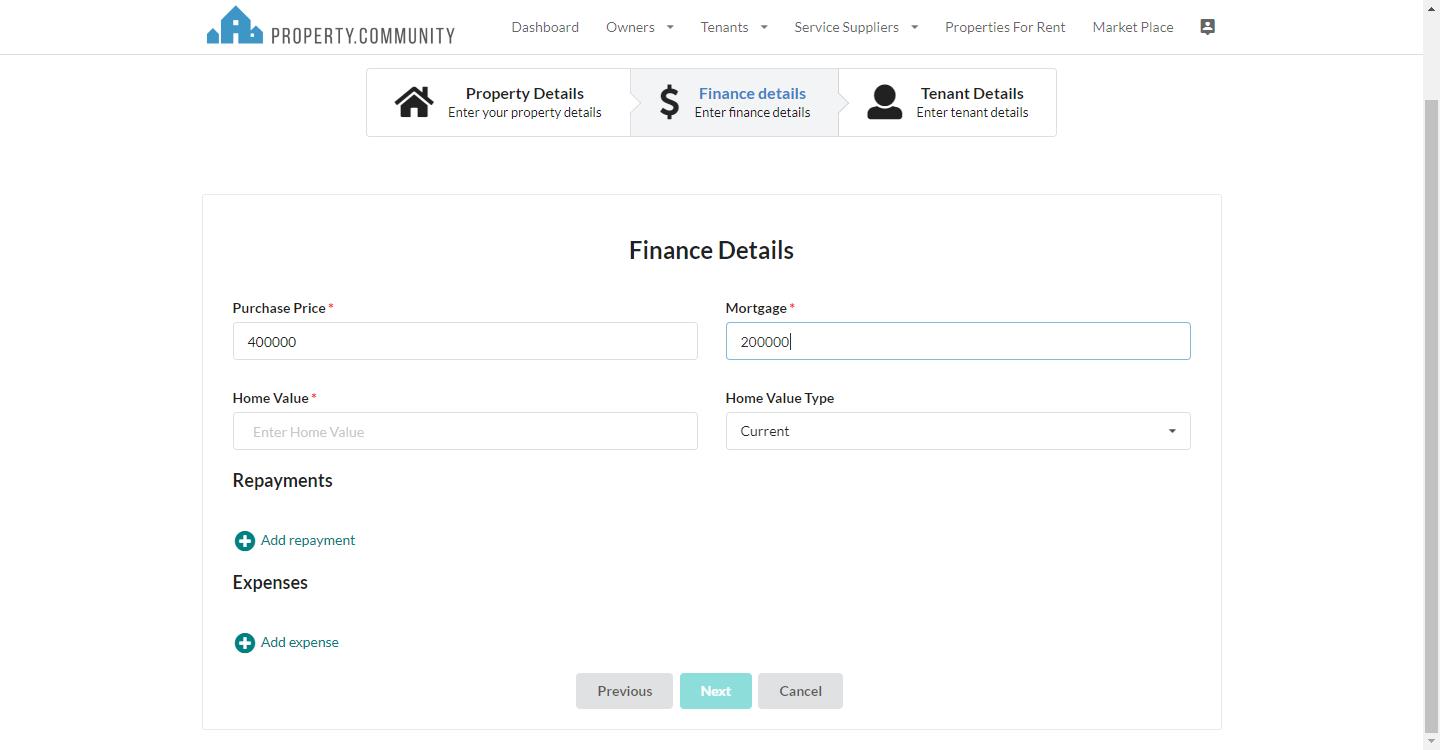 PROPERTY.COMMUNITY Dashboard Owners Tenants Service Suppliers Properties For Rent Market Place
Property Details
Enter your property details
Finance details
Enter finance details
Tenant Details
Enter tenant details
Finance Details
Purchase Price * Mortgage *
400000 200000
Home Value * Home Value Type
Enter Home Value Current
Repayments
Add repayment
Expenses
Add expense
Previous Next Cancel